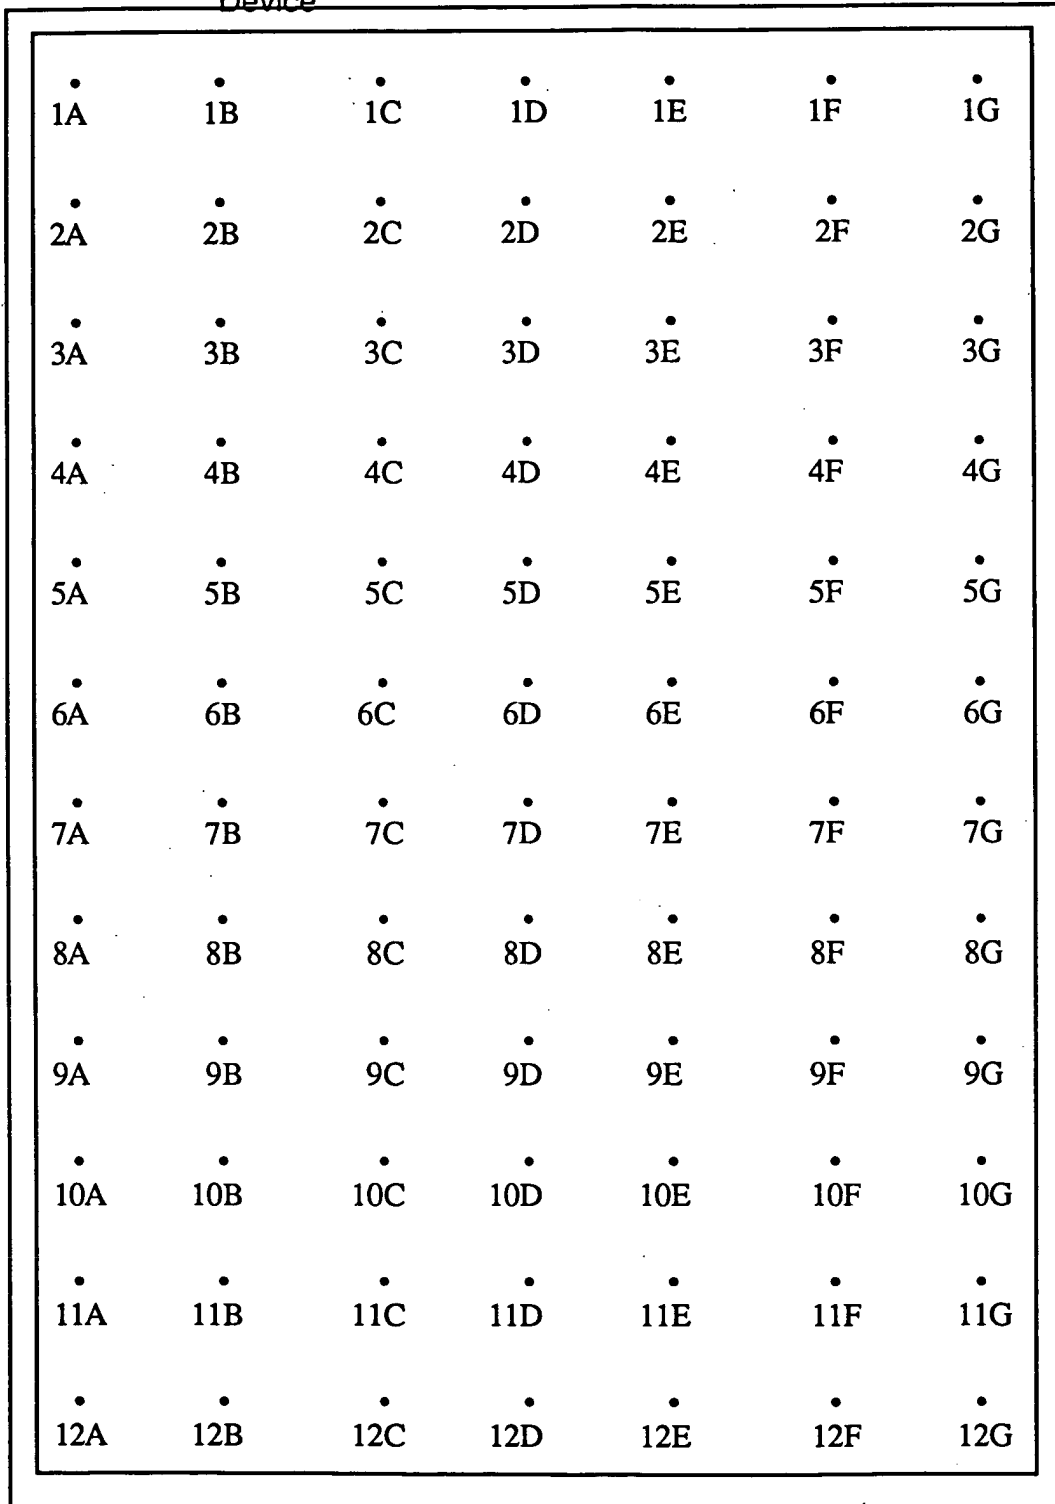 Device
1A 1B 1C 1D 1E 1F 1G
2A 2B 2C 2D 2E 2F 2G
3A 3B 3C 3D 3E 3F 3G
4A 4B 4C 4D 4E 4F 4G
5A 5B 5C 5D 5E 5F 5G
6A 6B 6C 6D 6E 6F 6G
7A 7B 7C 7D 7E 7F 7G
8A 8B 8C 8D 8E 8F 8G
9A 9B 9C 9D 9E 9F 9G
10A 10B 10C 10D 10E 10F 10G
11A 11B 11C 11D 11E 11F 11G
12A 12B 12C 12D 12E 12F 12G